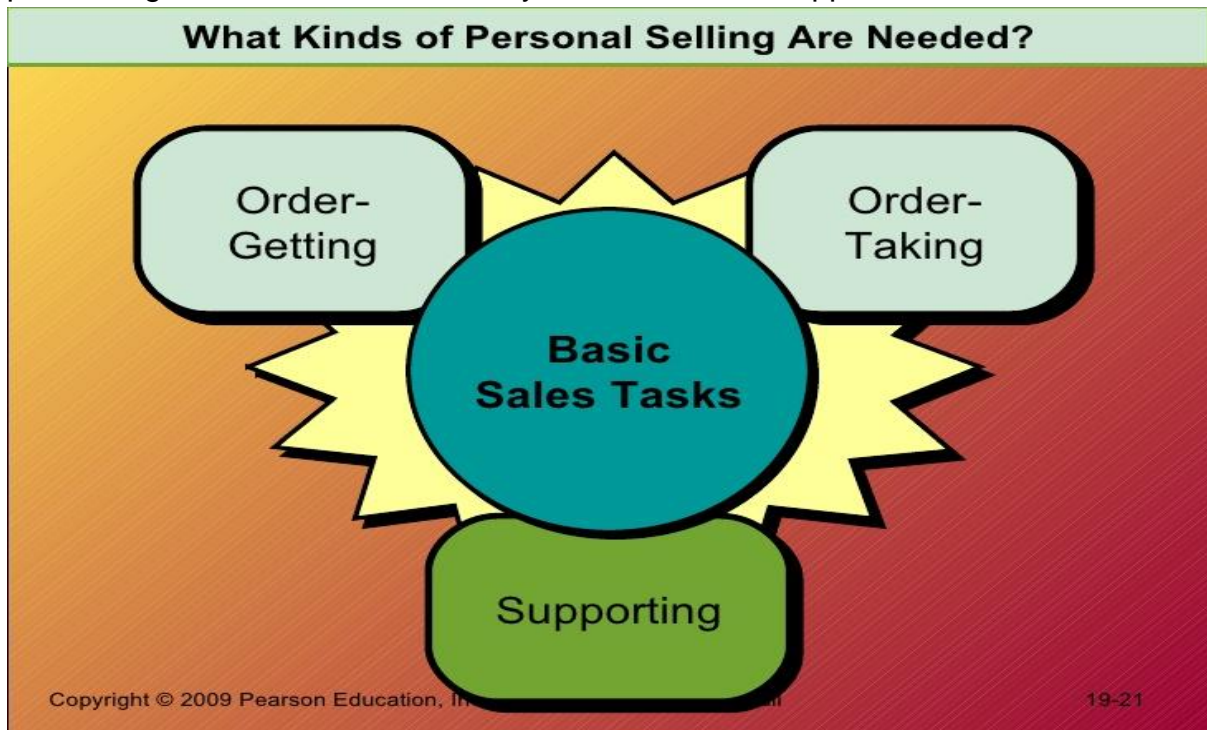 What Kinds of Personal Selling Are Needed?
Order-
Getting
Order-
Taking
Basic
Sales Tasks
Supporting
Copyright © 2009 Pearson Education,
19-21